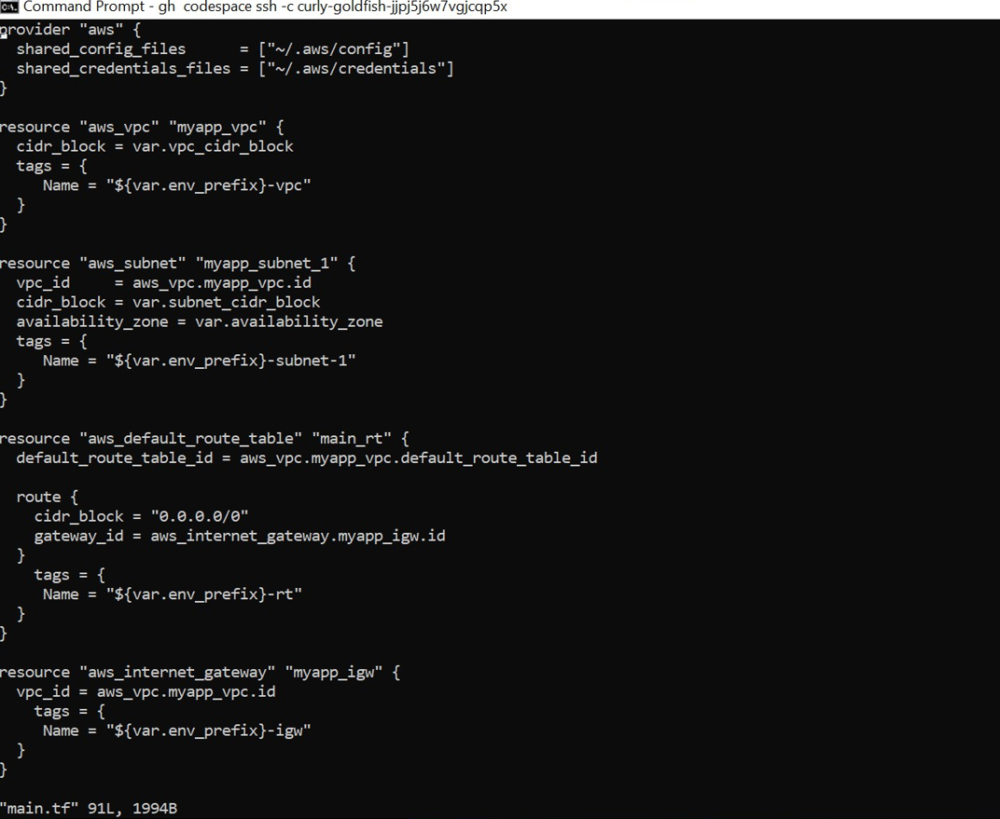 Command Prompt - gh  codespace ssh -c curly-goldfish-jjpj5j6w7vgjcqp5x
provider "aws" {
  shared_config_files      = ["~/.aws/config"]
  shared_credentials_files = ["~/.aws/credentials"]
}

resource "aws_vpc" "myapp_vpc" {
  cidr_block = var.vpc_cidr_block
  tags = {
     Name = "${var.env_prefix}-vpc"
  }
}

resource "aws_subnet" "myapp_subnet_1" {
  vpc_id     = aws_vpc.myapp_vpc.id
  cidr_block = var.subnet_cidr_block
  availability_zone = var.availability_zone
  tags = {
     Name = "${var.env_prefix}-subnet-1"
  }
}

resource "aws_default_route_table" "main_rt" {
  default_route_table_id = aws_vpc.myapp_vpc.default_route_table_id

  route {
    cidr_block = "0.0.0.0/0"
    gateway_id = aws_internet_gateway.myapp_igw.id
  }
    tags = {
     Name = "${var.env_prefix}-rt"
  }
}

resource "aws_internet_gateway" "myapp_igw" {
  vpc_id = aws_vpc.myapp_vpc.id
    tags = {
     Name = "${var.env_prefix}-igw"
  }
}

"main.tf" 91L, 1994B